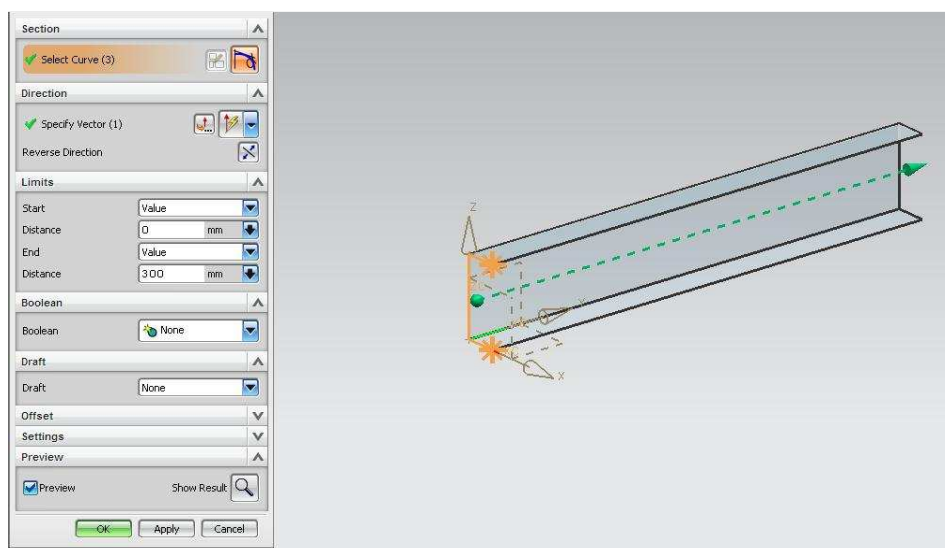 Section
Select Curve (3)
Direction
Specify Vector (1)
Reverse Direction
Limits
Start Value
Distance 0 mm
End Value
Distance 300 mm
Boolean
Boolean None
Draft
Draft None
Offset
Settings
Preview
Preview Show Result
OK Apply Cancel
Z
X